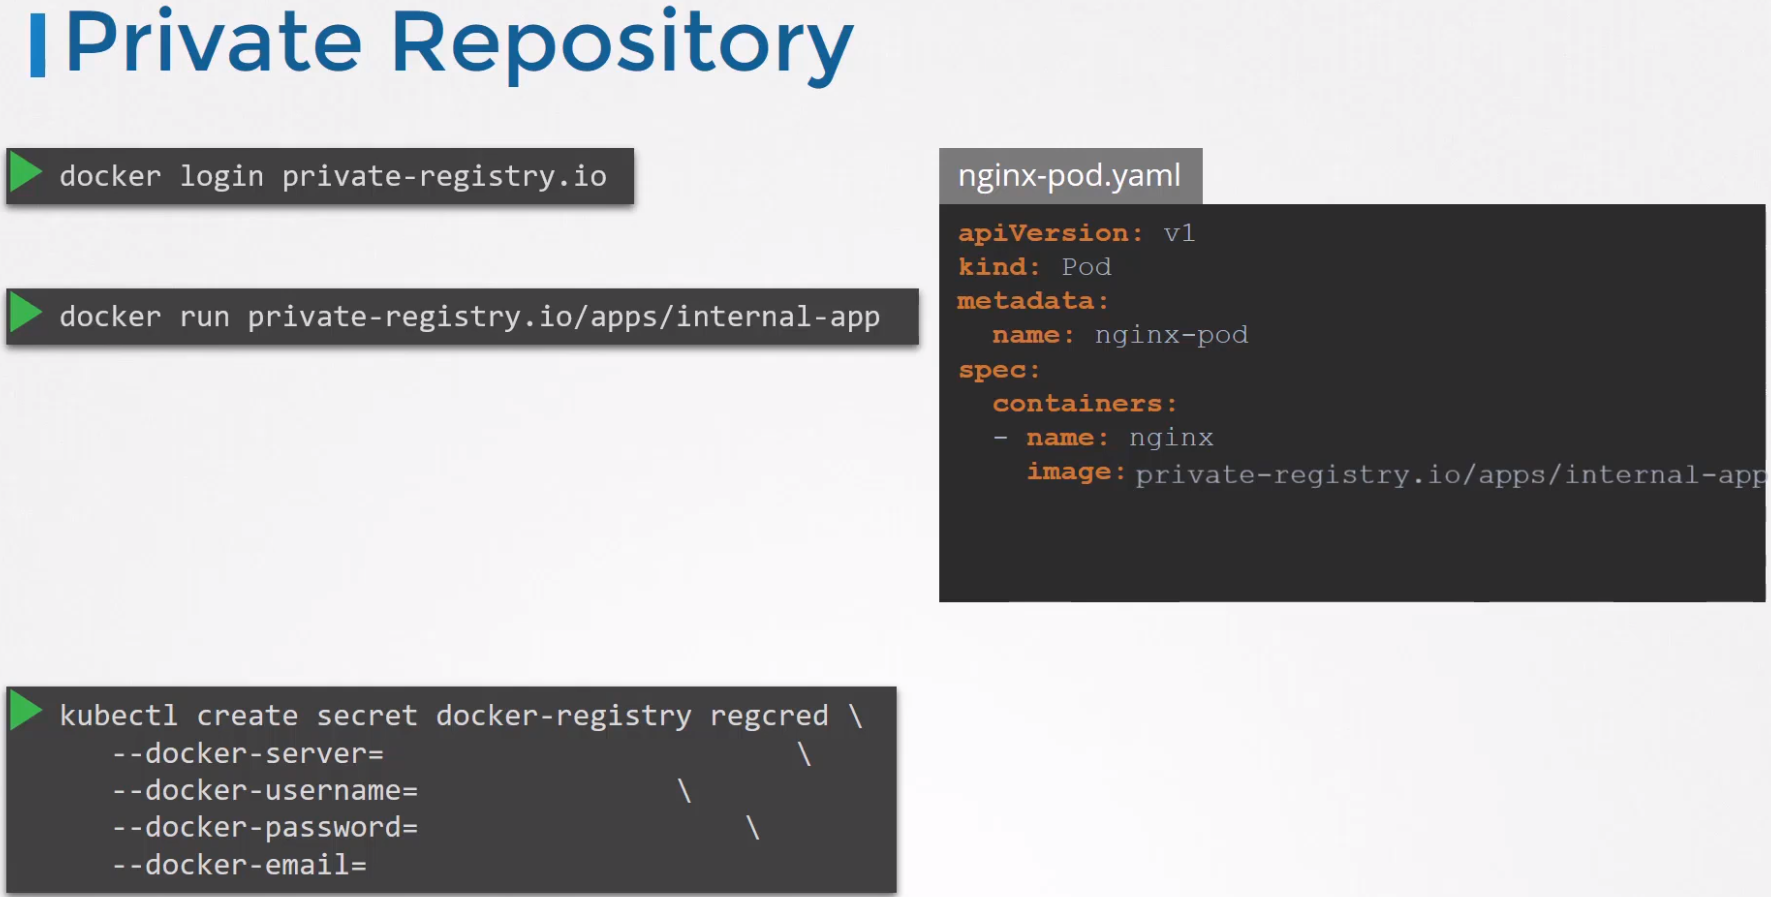 Private Repository
docker login private-registry.io
docker run private-registry.io/apps/internal-app
nginx-pod.yaml
apiVersion: v1
kind: Pod
metadata:
  name: nginx-pod
spec:
  containers:
  - name: nginx
    image: private-registry.io/apps/internal-app
kubectl create secret docker-registry regcred \
   --docker-server= \
   --docker-username= \
   --docker-password= \
   --docker-email=